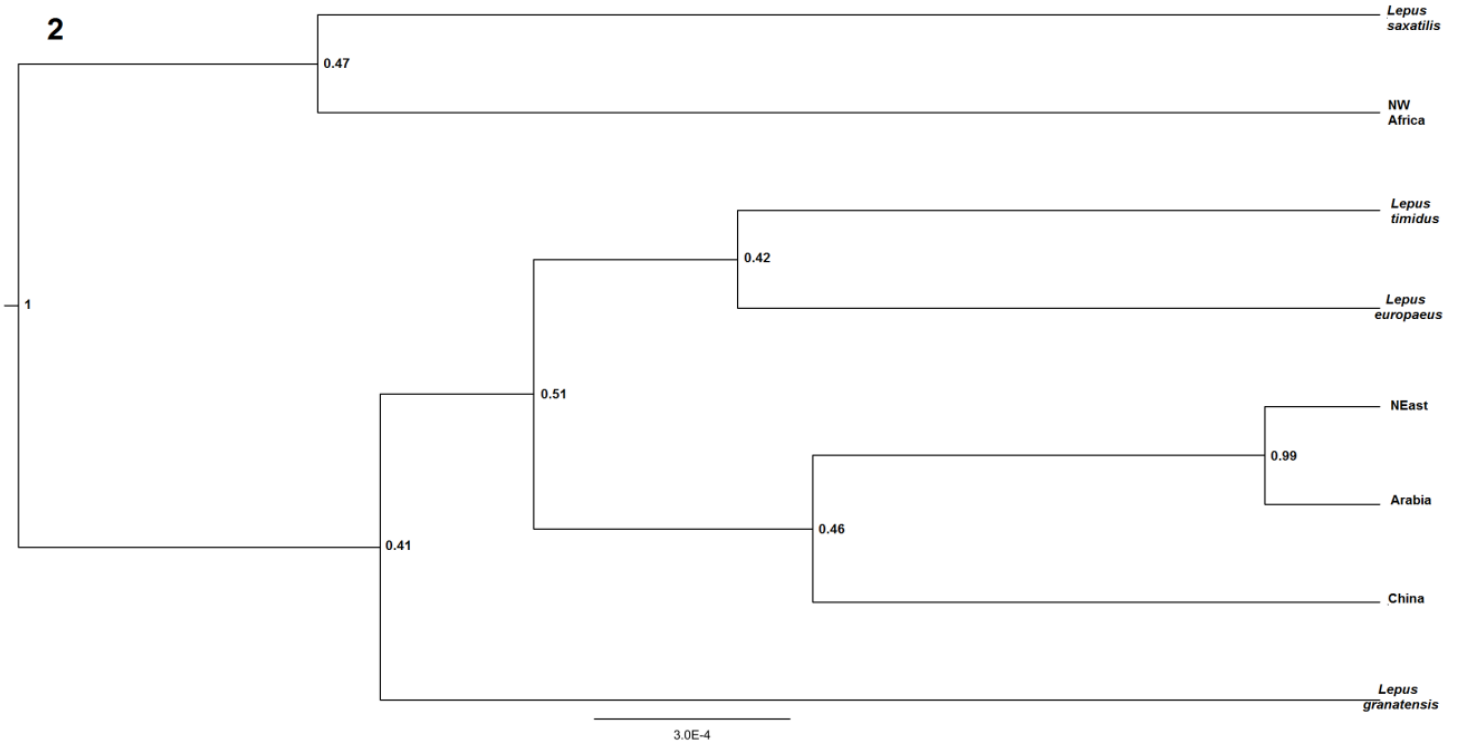 2
Lepus
saxatilis
0.47
NW
Africa
Lepus
timidus
0.42
Lepus
europaeus
1
0.51
NEast
0.99
Arabia
0.46
0.41
China
Lepus
granatensis
3.0E-4